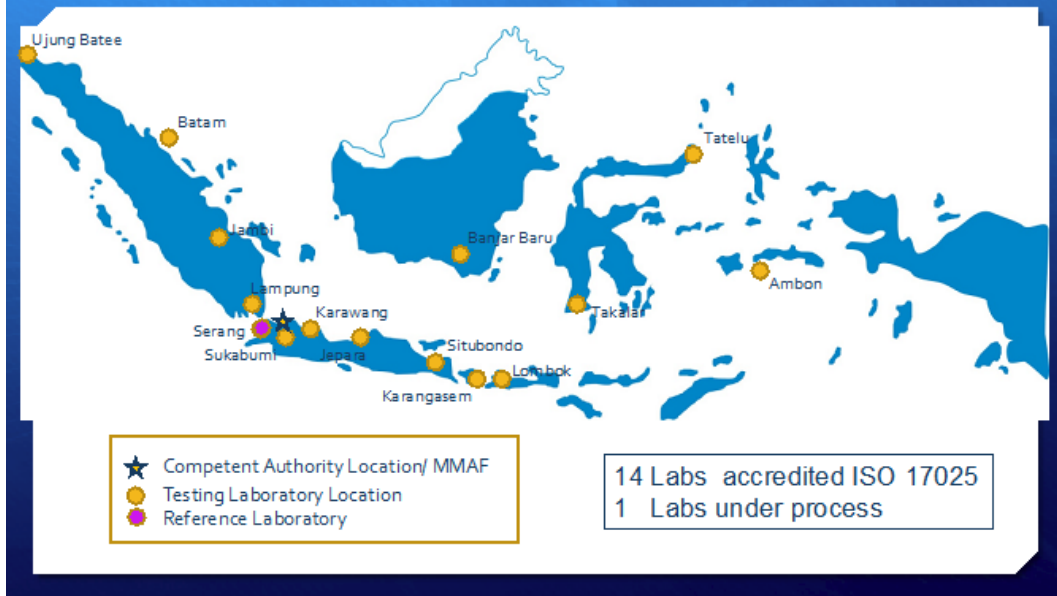 Ujung Batee
Batam
Tatelu
Jambi
Banjar Baru
Ambon
Lampung
Takalar
Serang
Karawang
Sukabumi
Jepara
Situbondo
Lombok
Karangasem
Competent Authority Location/ MMAF
Testing Laboratory Location
Reference Laboratory
14 Labs accredited ISO 17025
1 Labs under process